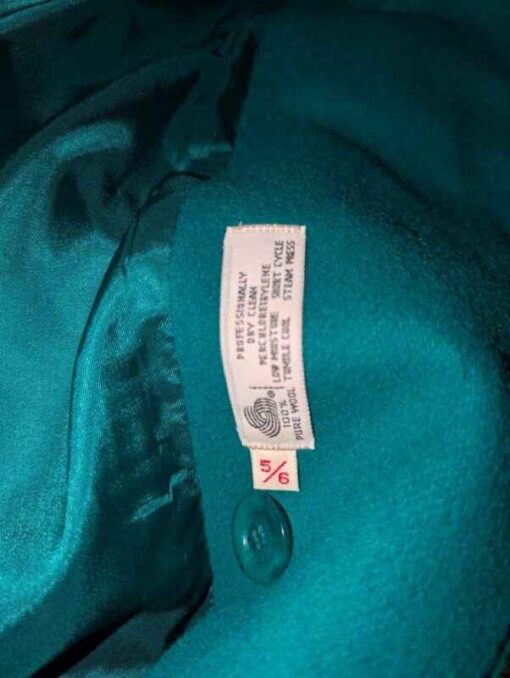 PROFESSIONALLY
DRY CLEAN
PERCHLORETHYLENE
LOW MOISTURE SHORT CYCLE
TUMBLE COOL STEAM PRESS
100%
PURE WOOL
5/6